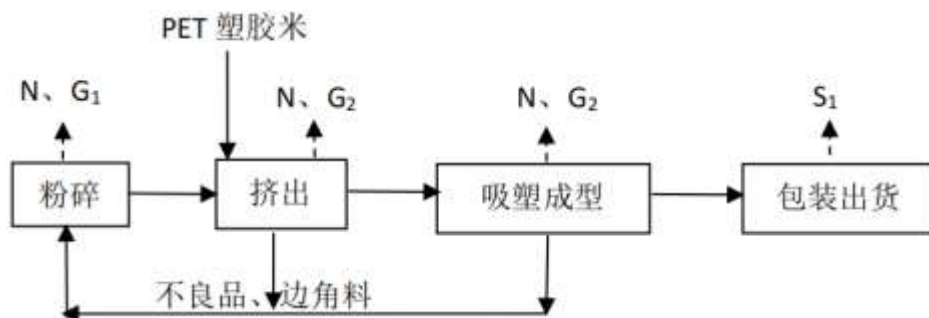 PET 塑胶米
N、G₁
N、G₂
N、G₂
S₁
粉碎
挤出
吸塑成型
包装出货
不良品、边角料